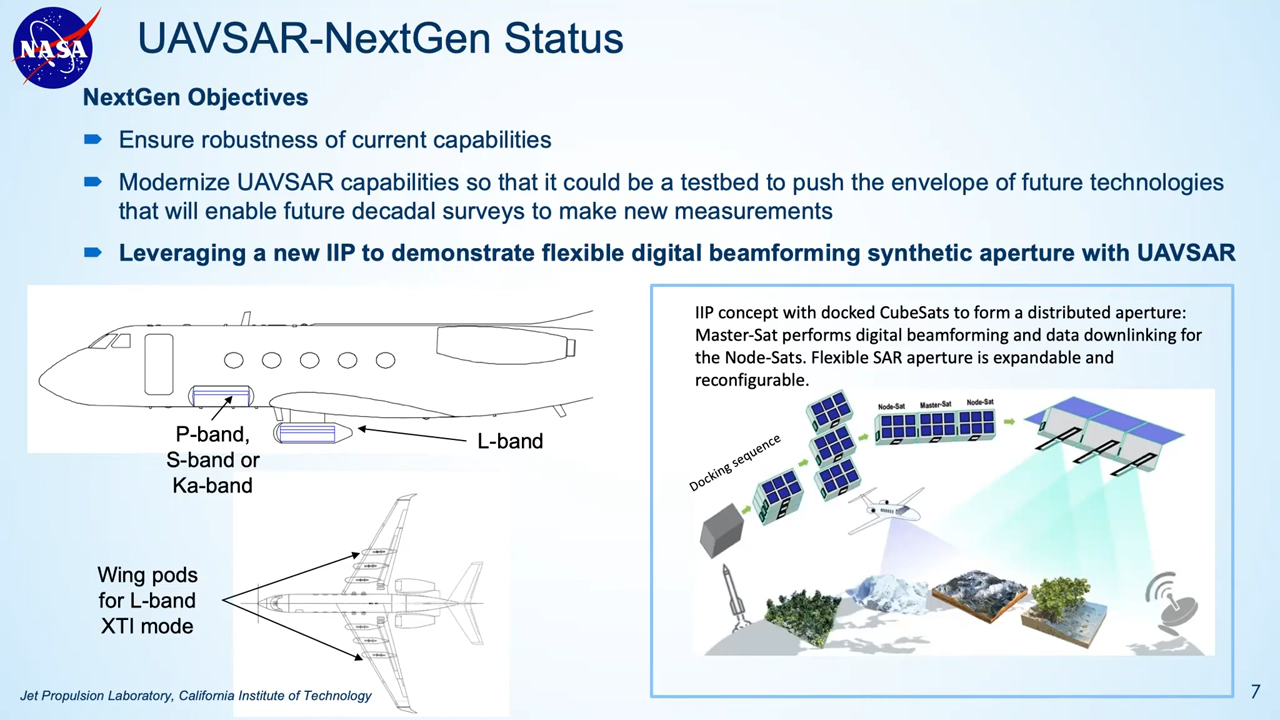 NASA
UAVSAR-NextGen Status
NextGen Objectives
Ensure robustness of current capabilities
Modernize UAVSAR capabilities so that it could be a testbed to push the envelope of future technologies
that will enable future decadal surveys to make new measurements
Leveraging a new IIP to demonstrate flexible digital beamforming synthetic aperture with UAVSAR
P-band,
S-band or
Ka-band
L-band
Wing pods
for L-band
XTI mode
IIP concept with docked CubeSats to form a distributed aperture:
Master-Sat performs digital beamforming and data downlinking for
the Node-Sats. Flexible SAR aperture is expandable and
reconfigurable.
Docking sequence
Node-Sat
Master-Sat
Node-Sat
Jet Propulsion Laboratory, California Institute of Technology
7